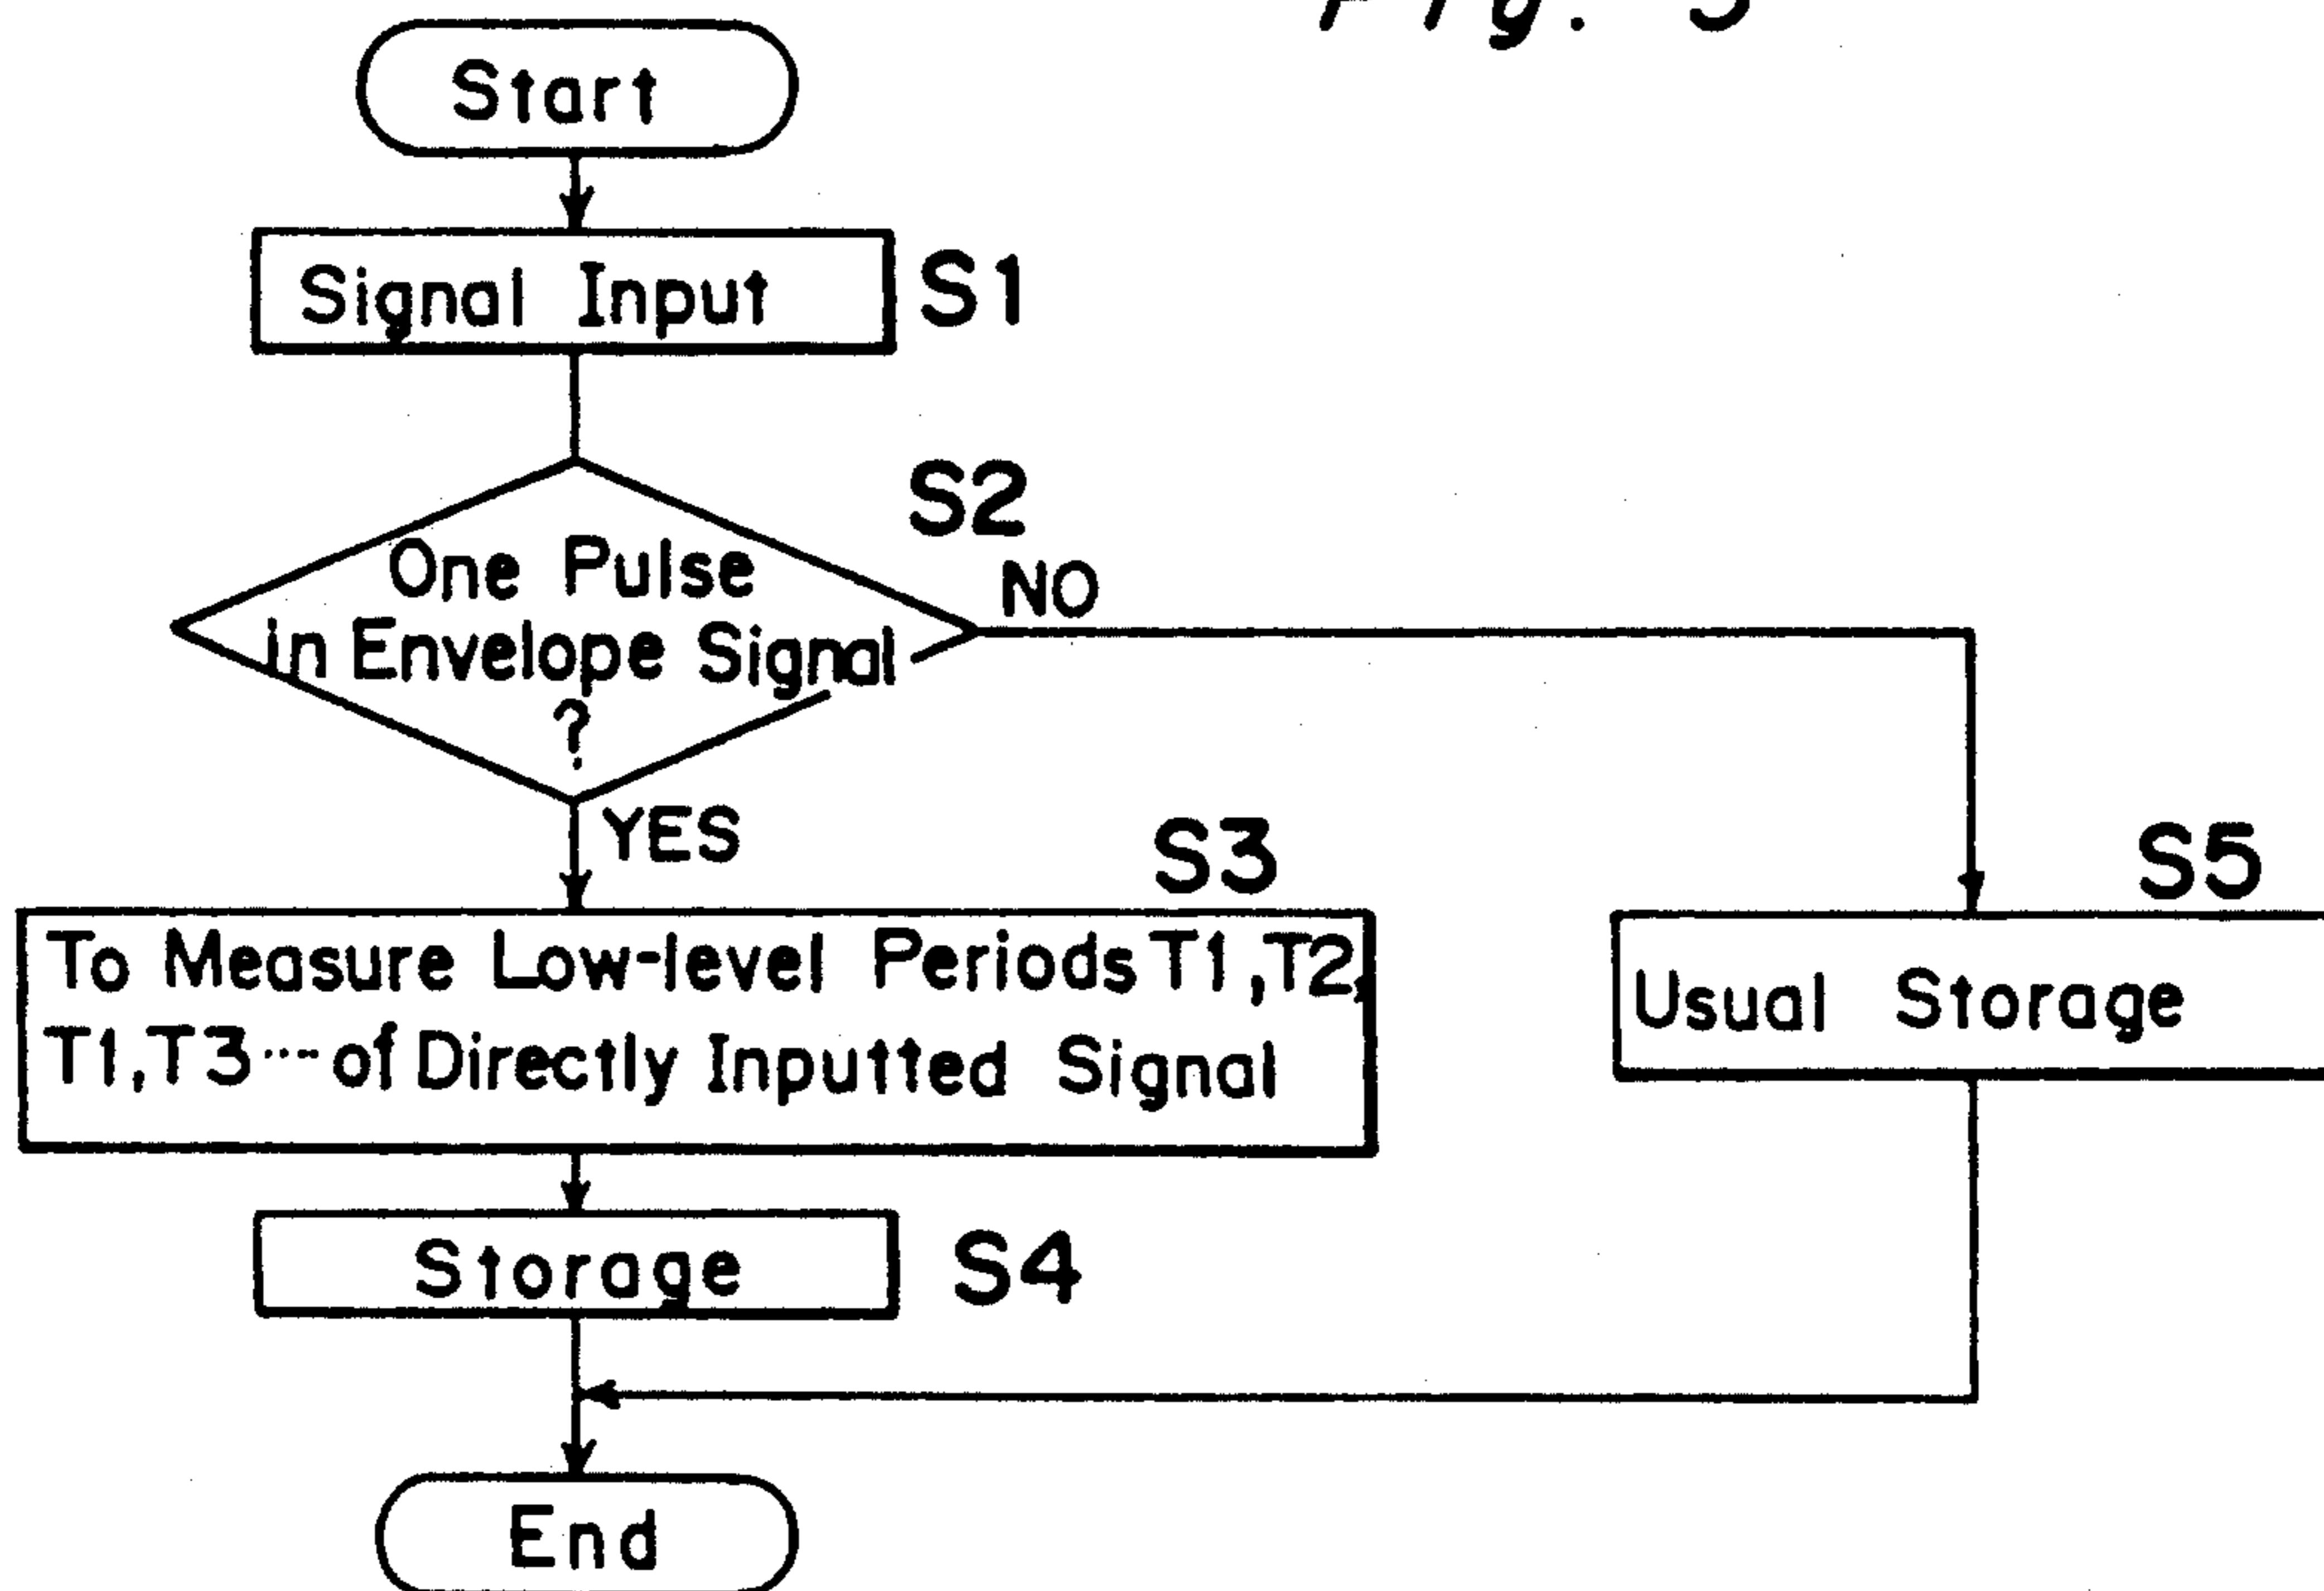 Start
Signal Input
S1
S2
One Pulse
in Envelope Signal
?
NO
YES
S3
To Measure Low-level Periods T1,T2,
T1,T3---of Directly Inputted Signal
S5
Usual Storage
Storage
S4
End